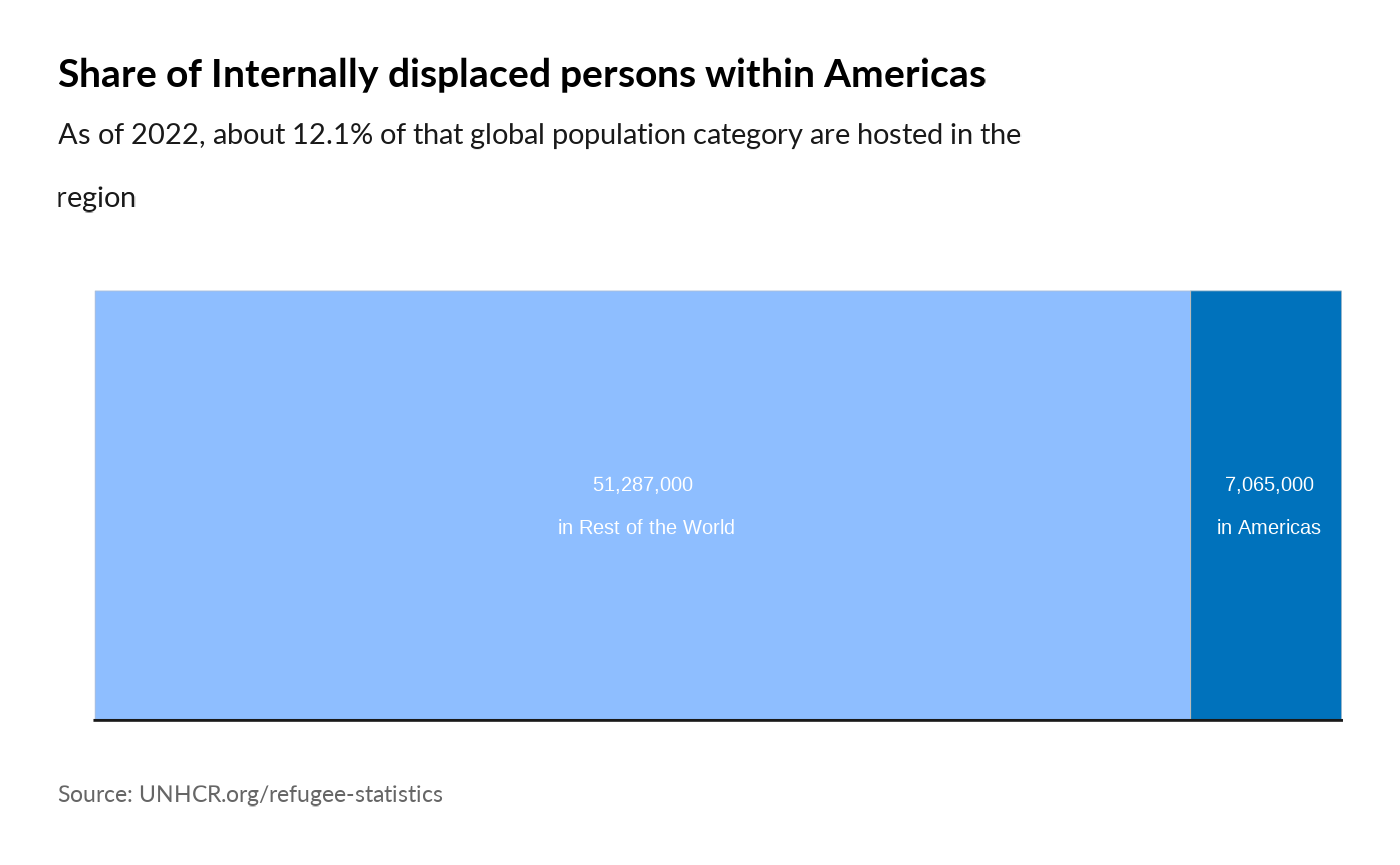 Share of Internally displaced persons within Americas
As of 2022, about 12.1% of that global population category are hosted in the
region
51,287,000
in Rest of the World
7,065,000
in Americas
Source: UNHCR.org/refugee-statistics